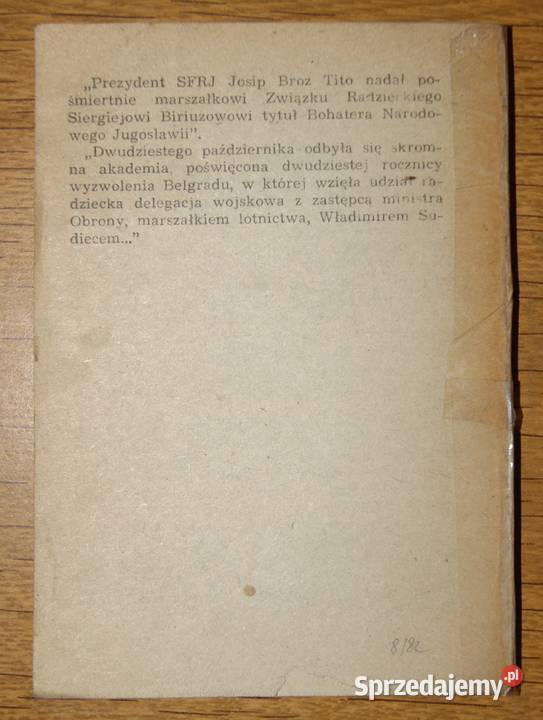 „Prezydent SFRJ Josip Broz Tito nadał po-
śmiertnie marszałkowi Związku Radzieckiego
Siergiejowi Biriuzowowi tytuł Bohatera Narodo-
wego Jugosławii”.
„Dwudziestego października odbyła się skrom-
na akademia, poświęcona dwudziestej rocznicy
wyzwolenia Belgradu, w której wzięła udział ra-
dziecka delegacja wojskowa z zastępcą ministra
Obrony, marszałkiem lotnictwa, Władimirem Su-
diecem...”
8/82
Sprzedajemy.pl